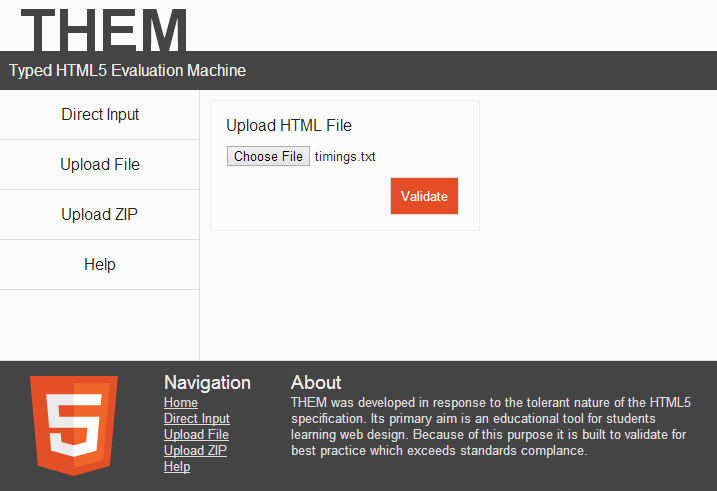 THEM
Typed HTML5 Evaluation Machine
Direct Input
Upload File
Upload ZIP
Help
Upload HTML File
Choose File timings.txt
Validate
5
Navigation
Home
Direct Input
Upload File
Upload ZIP
Help
About
THEM was developed in response to the tolerant nature of the HTML5
specification. Its primary aim is an educational tool for students
learning web design. Because of this purpose it is built to validate for
best practice which exceeds standards complance.